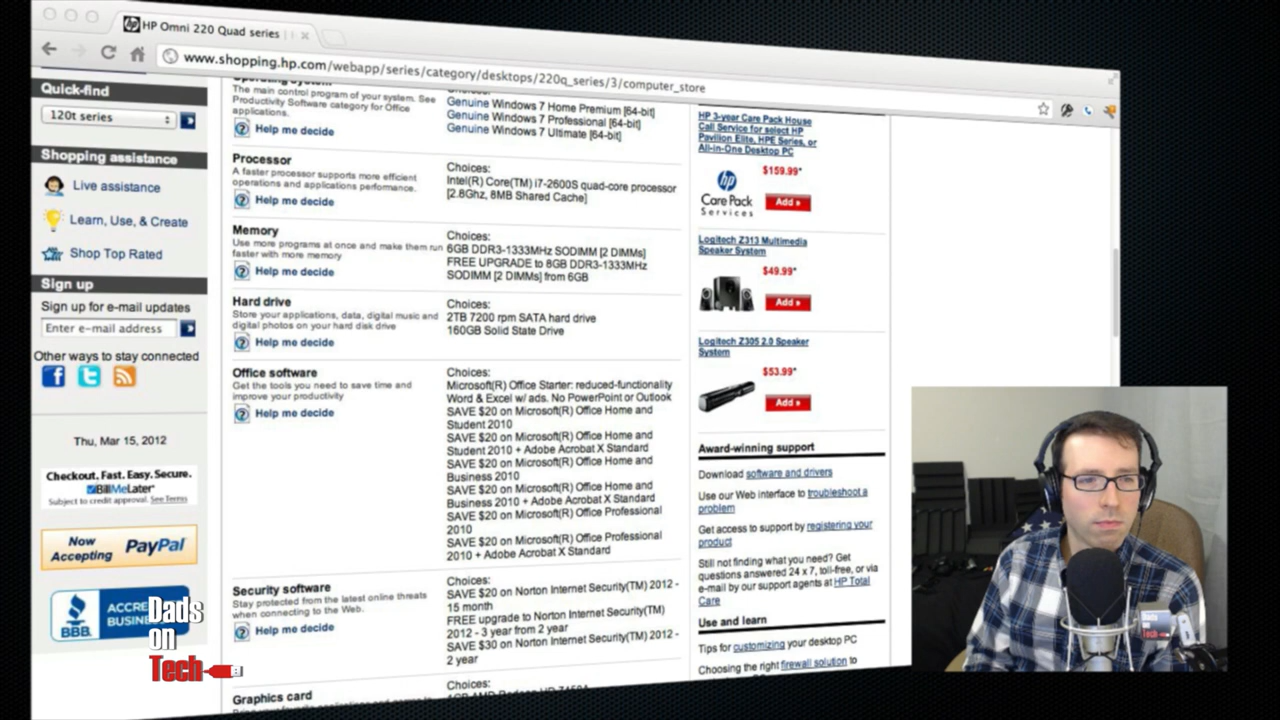 HP Omni 220 Quad series
www.shopping.hp.com/webapp/series/category/desktops/220q_series/3/computer_store
Quick-find
120t series
Shopping assistance
Live assistance
Learn, Use, & Create
Shop Top Rated
Sign up
Sign up for e-mail updates
Enter e-mail address
Other ways to stay connected
Thu, Mar 15, 2012
Checkout. Fast. Easy. Secure.
BillMeLater
Subject to credit approval. See Terms
Now
Accepting
PayPal
BBB.
ACCRE
BUSIN
Dads
on
Tech
Operating system
The main control program of your system. See
Productivity Software category for Office
applications.
Help me decide
Genuine Windows 7 Home Premium [64-bit]
Genuine Windows 7 Professional [64-bit]
Genuine Windows 7 Ultimate [64-bit]
Processor
A faster processor supports more efficient
operations and applications performance.
Help me decide
Choices:
Intel(R) Core(TM) i7-2600S quad-core processor
[2.8Ghz, 8MB Shared Cache]
Memory
Use more programs at once and make them run
faster with more memory
Help me decide
Choices:
6GB DDR3-1333MHz SODIMM [2 DIMMs]
FREE UPGRADE to 8GB DDR3-1333MHz
SODIMM [2 DIMMs] from 6GB
Hard drive
Store your applications, data, digital music and
digital photos on your hard disk drive
Help me decide
Choices:
2TB 7200 rpm SATA hard drive
160GB Solid State Drive
Office software
Get the tools you need to save time and
improve your productivity
Help me decide
Choices:
Microsoft(R) Office Starter: reduced-functionality
Word & Excel w/ ads. No PowerPoint or Outlook
SAVE $20 on Microsoft(R) Office Home and
Student 2010
SAVE $20 on Microsoft(R) Office Home and
Student 2010 + Adobe Acrobat X Standard
SAVE $20 on Microsoft(R) Office Home and
Business 2010
SAVE $20 on Microsoft(R) Office Home and
Business 2010 + Adobe Acrobat X Standard
SAVE $20 on Microsoft(R) Office Professional
2010
SAVE $20 on Microsoft(R) Office Professional
2010 + Adobe Acrobat X Standard
Security software
Stay protected from the latest online threats
when connecting to the Web.
Help me decide
Choices:
SAVE $20 on Norton Internet Security(TM) 2012 -
15 month
FREE upgrade to Norton Internet Security(TM)
2012 - 3 year from 2 year
SAVE $30 on Norton Internet Security(TM) 2012 -
2 year
Graphics card
Choices:
HP 3-year Care Pack House
Call Service for select HP
Pavilion Elite, HPE Series, or
All-in-One Desktop PC
$159.99*
hp
Care Pack
Services
Add »
Logitech Z313 Multimedia
Speaker System
$49.99*
Add »
Logitech Z305 2.0 Speaker
System
$53.99*
Add »
Award-winning support
Download software and drivers
Use our Web interface to troubleshoot a
problem
Get access to support by registering your
product
Still not finding what you need? Get
questions answered 24 x 7, toll-free, or via
e-mail by our support agents at HP Total
Care
Use and learn
Tips for customizing your desktop PC
Choosing the right firewall solution to